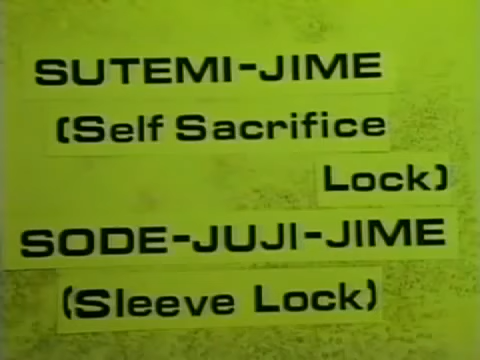 SUTEMI-JIME
(Self Sacrifice
Lock)
SODE-JUJI-JIME
(Sleeve Lock)